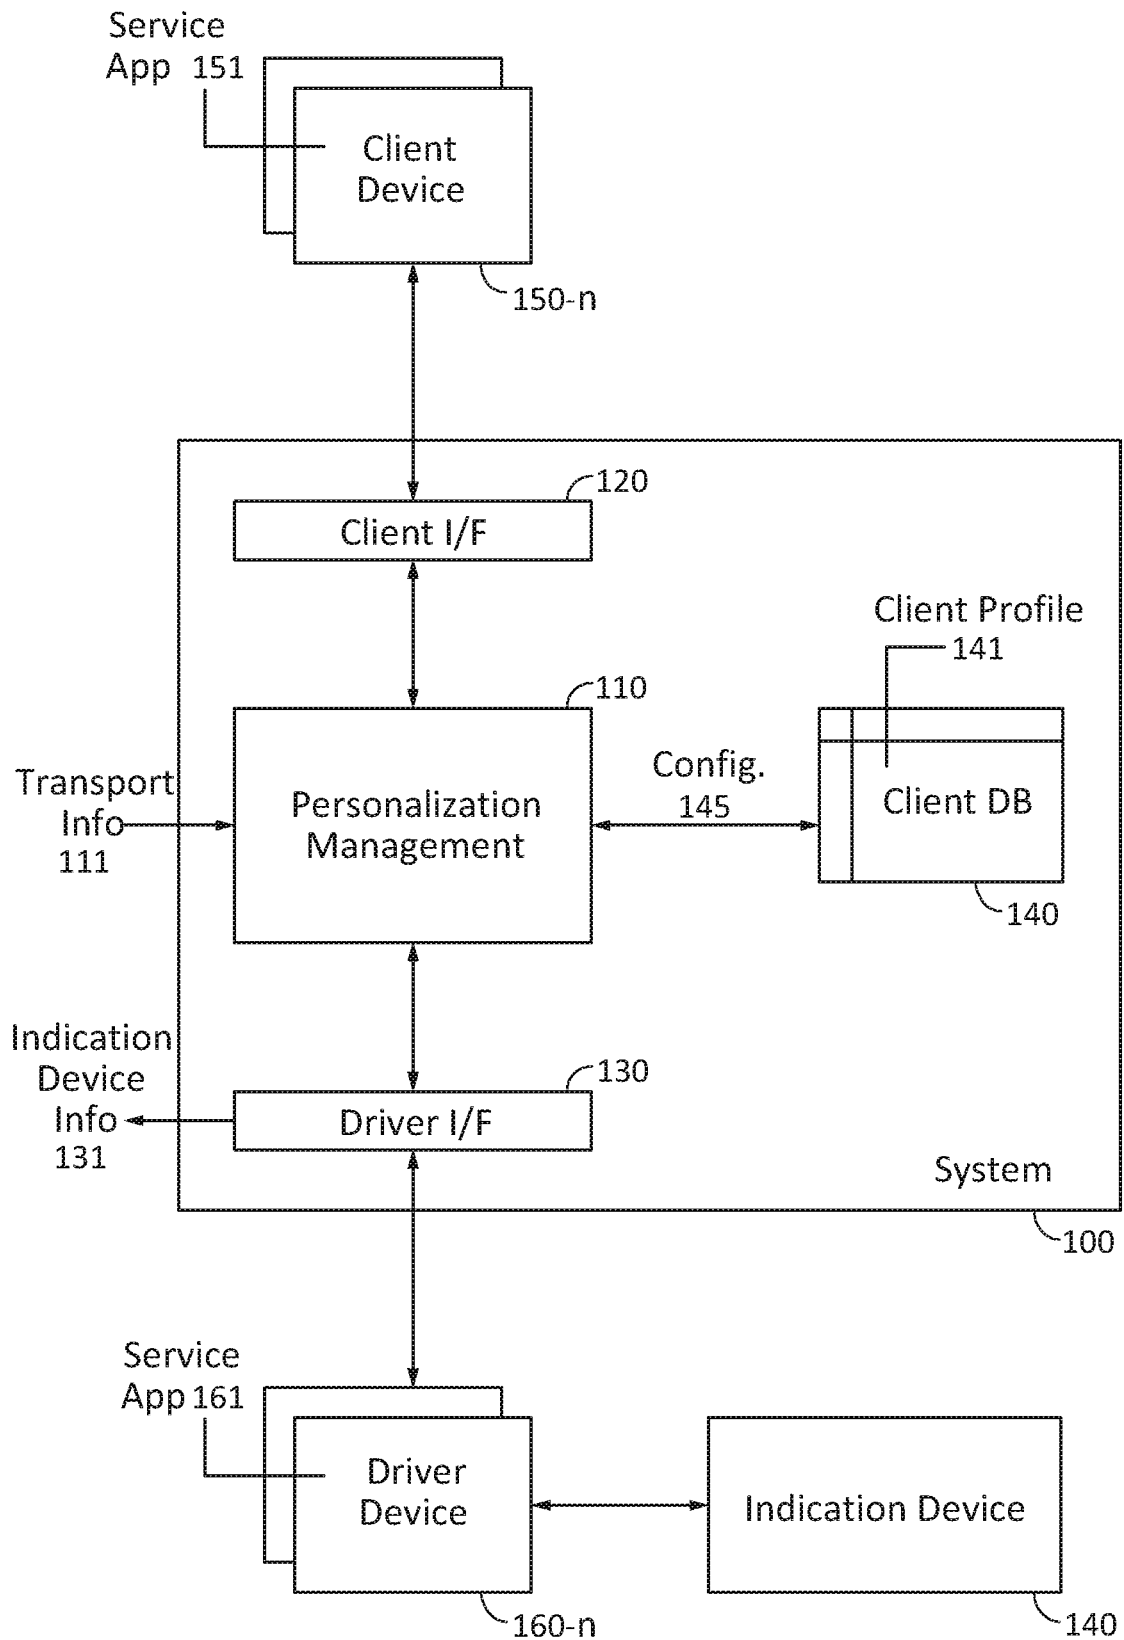 Service
App 151
Client
Device
150-n
120
Client I/F
Client Profile
141
110
Transport
Info
111
Personalization
Management
Config.
145
Client DB
140
Indication
Device
Info
131
130
Driver I/F
System
100
Service
App 161
Driver
Device
160-n
Indication Device
140